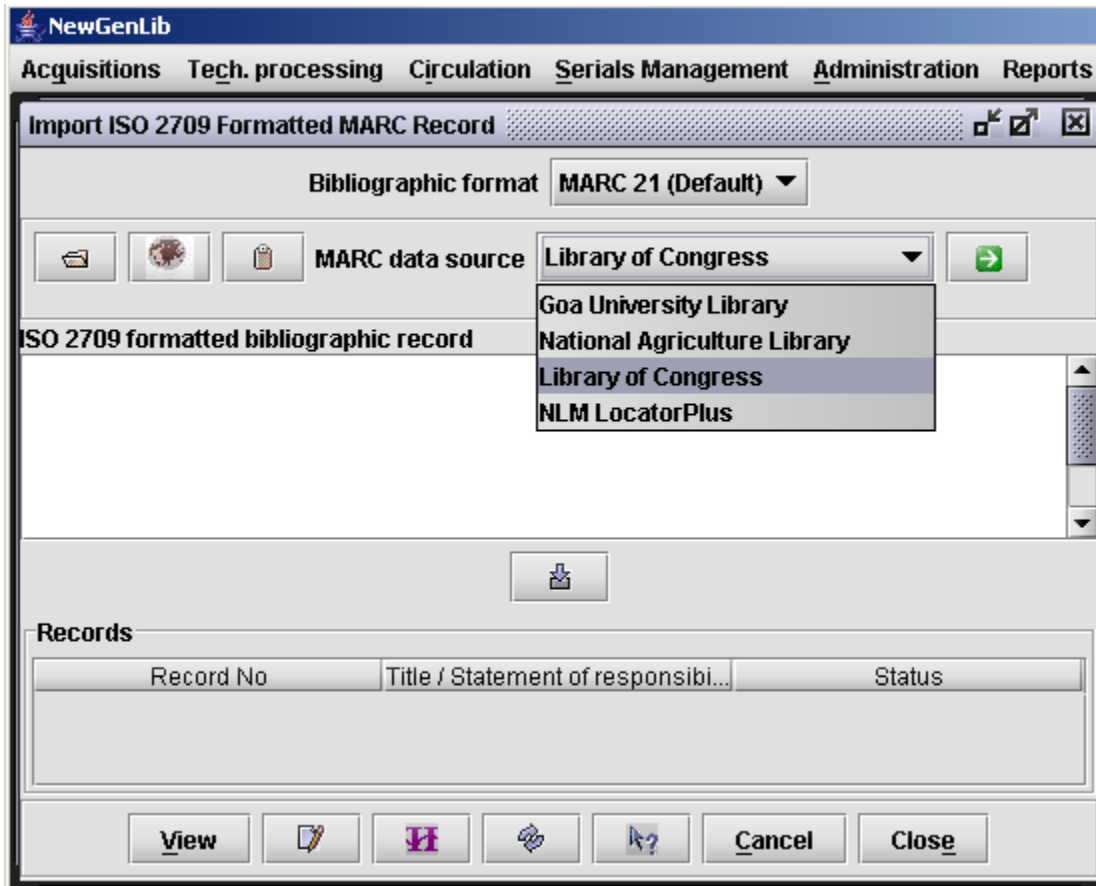 NewGenLib
Acquisitions Tech. processing Circulation Serials Management Administration Reports
Import ISO 2709 Formatted MARC Record
Bibliographic format MARC 21 (Default)
MARC data source Library of Congress
Goa University Library
ISO 2709 formatted bibliographic record
National Agriculture Library
Library of Congress
NLM LocatorPlus
Records
Record No Title / Statement of responsibi... Status
View Cancel Close